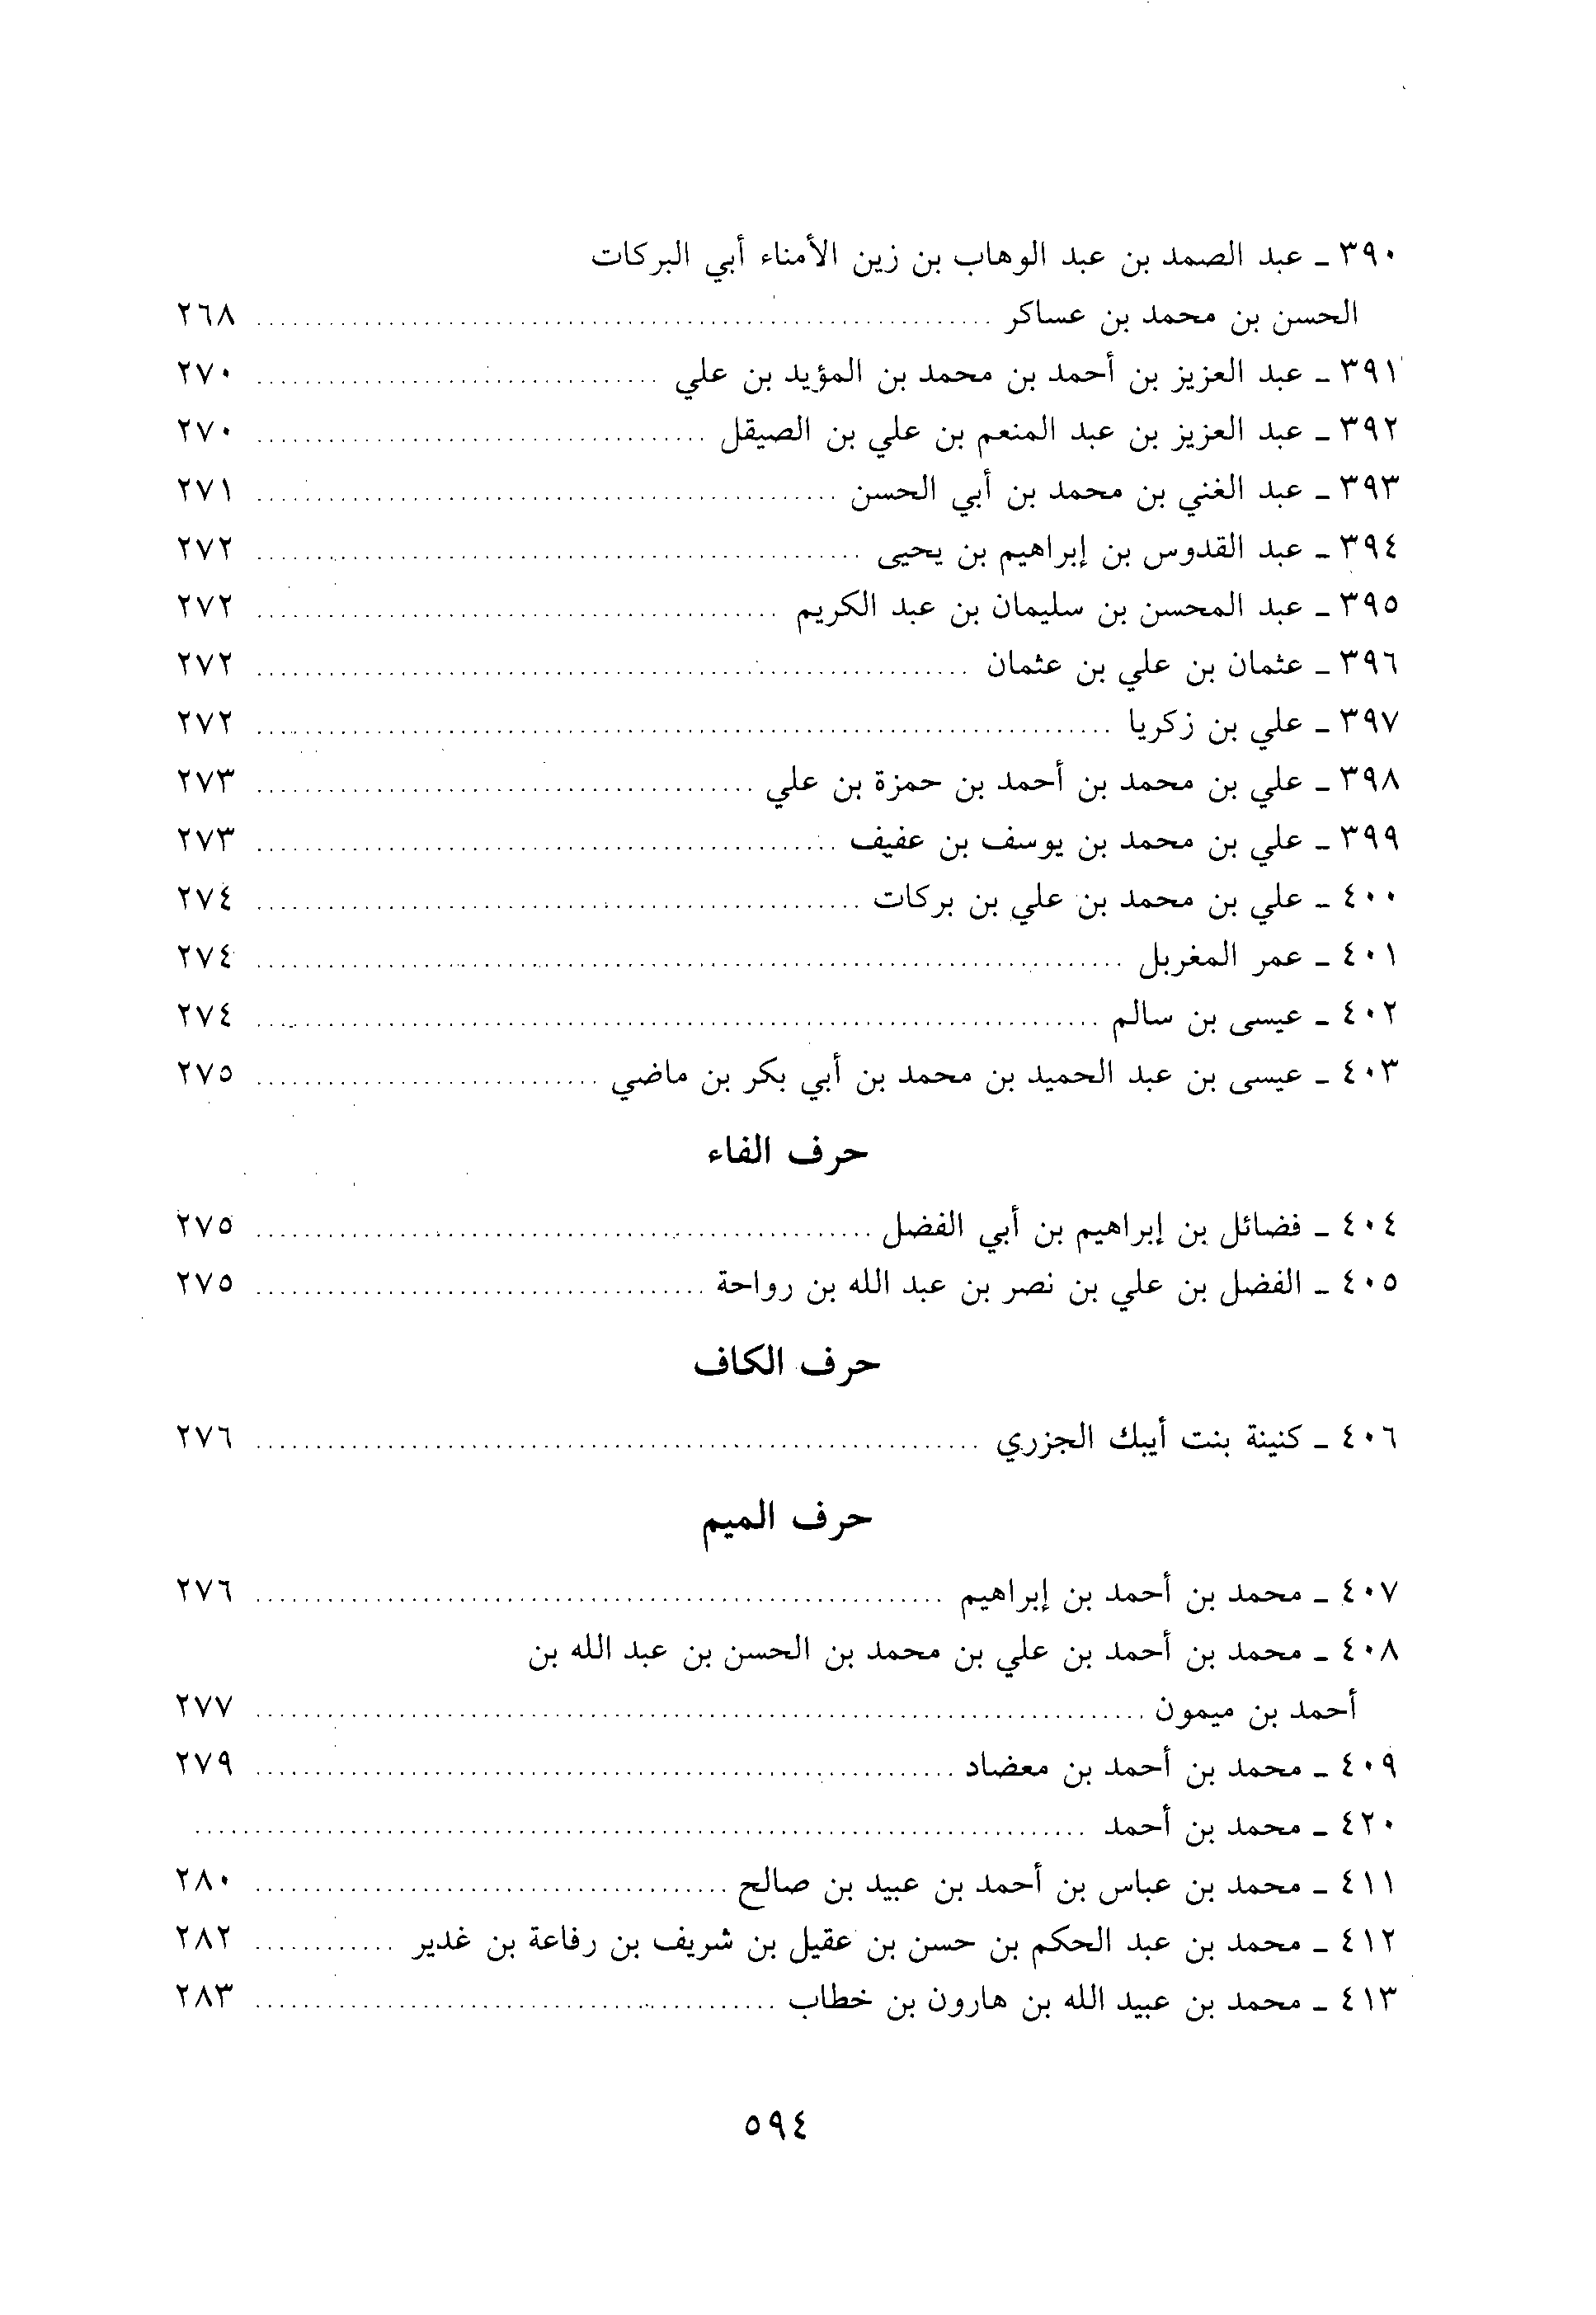 ٣٩٠ ـ عبد الصمد بن عبد الوهاب بن زين الأمناء أبي البركات
الحسن بن محمد بن عساكر ........ ٢٦٨
٣٩١ ـ عبد العزيز بن أحمد بن محمد بن المؤيد بن علي ........ ٢٧٠
٣٩٢ ـ عبد العزيز بن عبد المنعم بن علي بن الصيقل ........ ٢٧٠
٣٩٣ ـ عبد الغني بن محمد بن أبي الحسن ........ ٢٧١
٣٩٤ ـ عبد القدوس بن إبراهيم بن يحيى ........ ٢٧٢
٣٩٥ ـ عبد المحسن بن سليمان بن عبد الكريم ........ ٢٧٢
٣٩٦ ـ عثمان بن علي بن عثمان ........ ٢٧٢
٣٩٧ ـ علي بن زكريا ........ ٢٧٢
٣٩٨ ـ علي بن محمد بن أحمد بن حمزة بن علي ........ ٢٧٣
٣٩٩ ـ علي بن محمد بن يوسف بن عفيف ........ ٢٧٣
٤٠٠ ـ علي بن محمد بن علي بن بركات ........ ٢٧٤
٤٠١ ـ عمر المغربل ........ ٢٧٤
٤٠٢ ـ عيسى بن سالم ........ ٢٧٤
٤٠٣ ـ عيسى بن عبد الحميد بن محمد بن أبي بكر بن ماضي ........ ٢٧٥
حرف الفاء
٤٠٤ ـ فضائل بن إبراهيم بن أبي الفضل ........ ٢٧٥
٤٠٥ ـ الفضل بن علي بن نصر بن عبد الله بن رواحة ........ ٢٧٥
حرف الكاف
٤٠٦ ـ كنينة بنت أيبك الجزري ........ ٢٧٦
حرف الميم
٤٠٧ ـ محمد بن أحمد بن إبراهيم ........ ٢٧٦
٤٠٨ ـ محمد بن أحمد بن علي بن محمد بن الحسن بن عبد الله بن
أحمد بن ميمون ........ ٢٧٧
٤٠٩ ـ محمد بن أحمد بن معضاد ........ ٢٧٩
٤٢٠ ـ محمد بن أحمد ........
٤١١ ـ محمد بن عباس بن أحمد بن عبيد بن صالح ........ ٢٨٠
٤١٢ ـ محمد بن عبد الحكم بن حسن بن عقيل بن شريف بن رفاعة بن غدير ........ ٢٨٢
٤١٣ ـ محمد بن عبيد الله بن هارون بن خطاب ........ ٢٨٣
٥٩٤